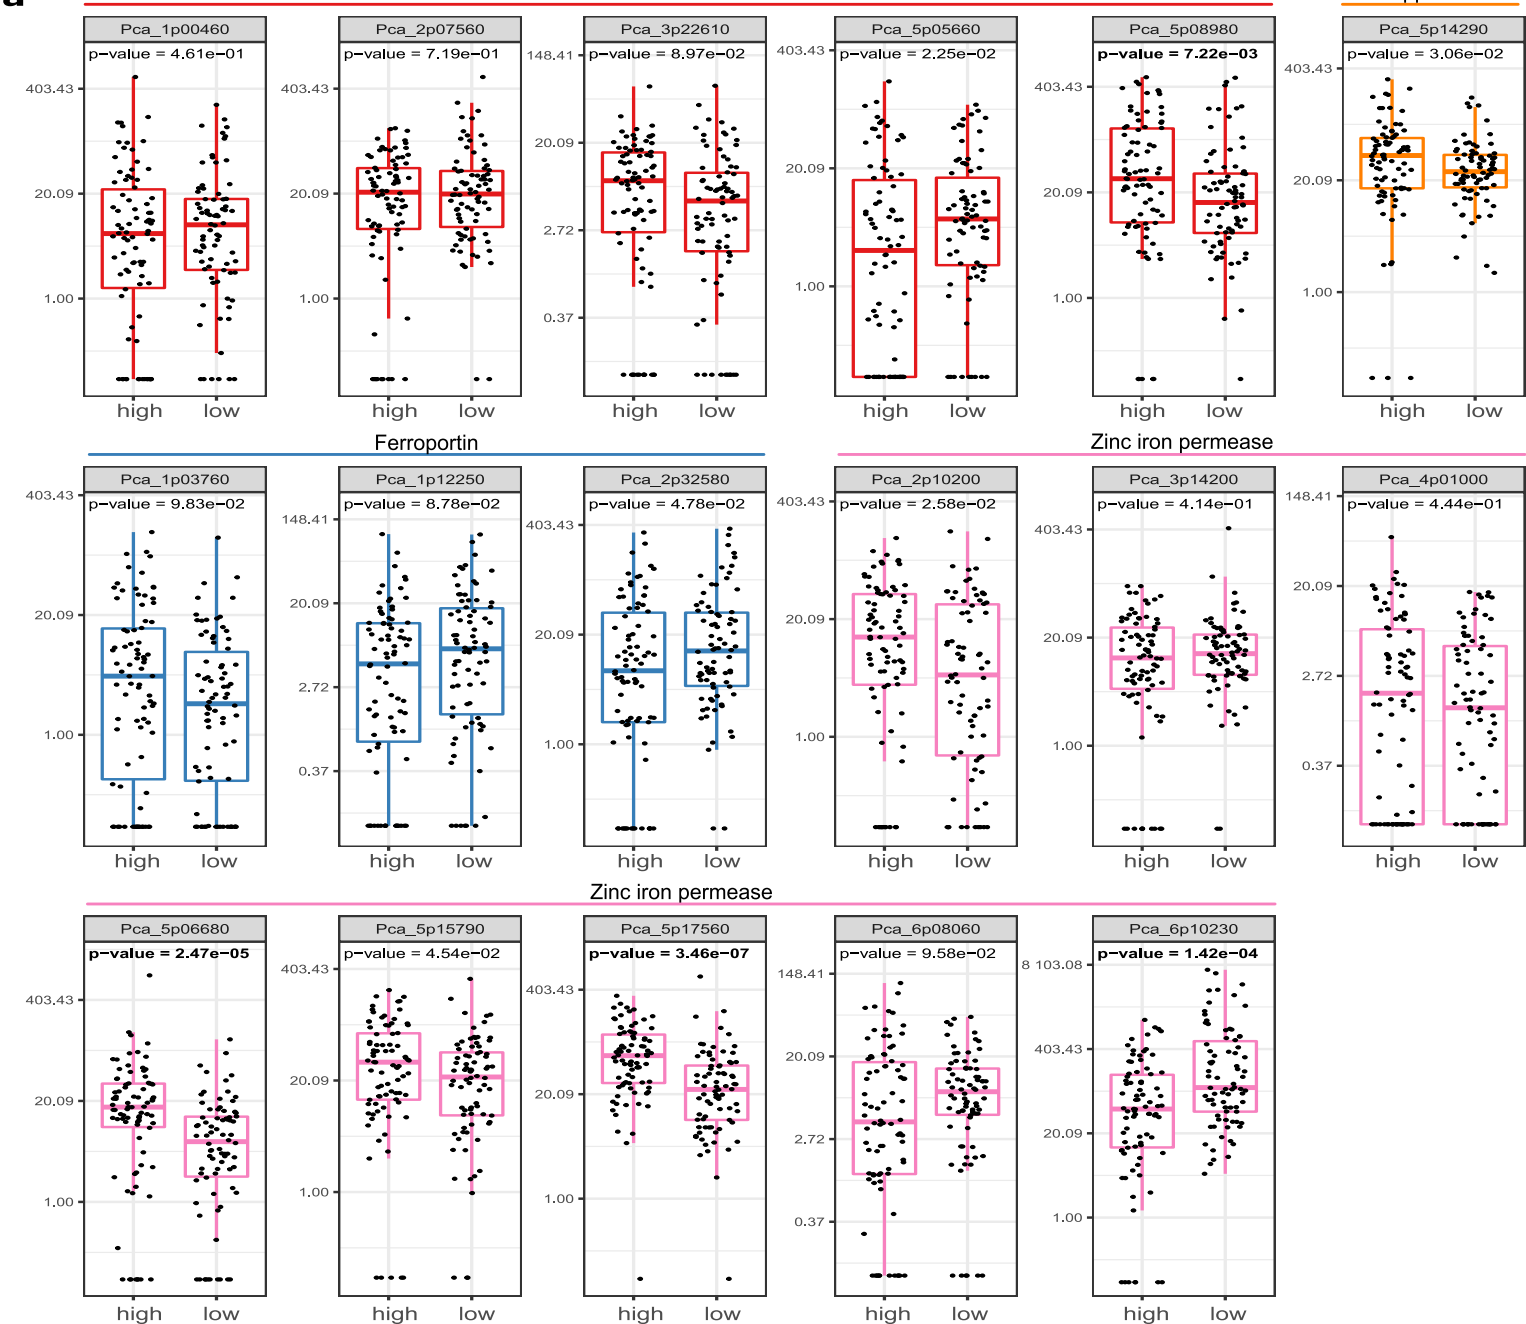 Pca_1p00460 Pca_2p07560 Pca_3p22610 Pca_5p05660 Pca_5p08980 Pca_5p14290
p-value = 4.61e-01 p-value = 7.19e-01 p-value = 8.97e-02 p-value = 2.25e-02 p-value = 7.22e-03 p-value = 3.06e-02
403.43 403.43 148.41 403.43 403.43 403.43
20.09 20.09 20.09 20.09 20.09 20.09
1.00 1.00 2.72 1.00 1.00 1.00
0.37
high low high low high low high low high low high low
Ferroportin Zinc iron permease
Pca_1p03760 Pca_1p12250 Pca_2p32580 Pca_2p10200 Pca_3p14200 Pca_4p01000
p-value = 9.83e-02 p-value = 8.78e-02 p-value = 4.78e-02 p-value = 2.58e-02 p-value = 4.14e-01 p-value = 4.44e-01
403.43 148.41 403.43 403.43 403.43 148.41
20.09 20.09 20.09 20.09 20.09 20.09
1.00 2.72 1.00 1.00 1.00 2.72
0.37 0.37
high low high low high low high low high low high low
Zinc iron permease
Pca_5p06680 Pca_5p15790 Pca_5p17560 Pca_6p08060 Pca_6p10230
p-value = 2.47e-05 p-value = 4.54e-02 p-value = 3.46e-07 p-value = 9.58e-02 p-value = 1.42e-04
403.43 403.43 403.43 148.41 8 103.08
20.09 20.09 20.09 20.09 403.43
1.00 1.00 1.00 2.72 20.09
0.37 1.00
high low high low high low high low high low